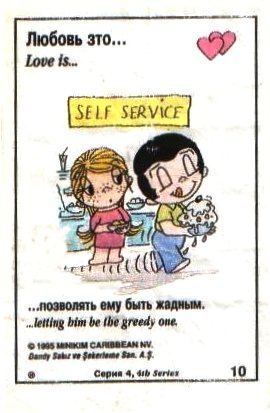 Любовь это...
Love is...
SELF SERVICE
...позволять ему быть жадным.
...letting him be the greedy one.
© 1995 MINIKIM CARIBBEAN NV.
Dandy Sakız ve Şekerleme San. A.Ş.
® Серия 4, 4th Series 10